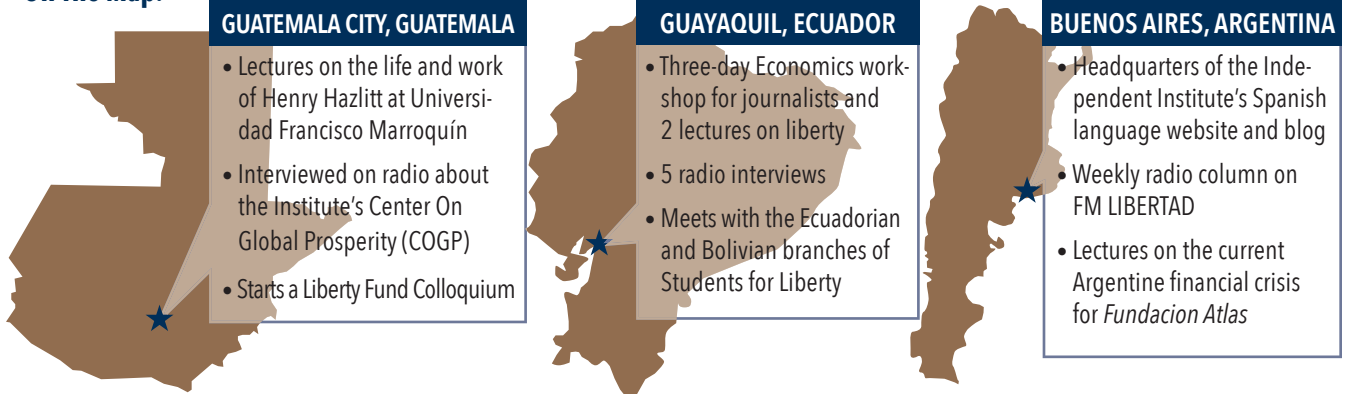 on the map:
GUATEMALA CITY, GUATEMALA
• Lectures on the life and work
of Henry Hazlitt at Universi-
dad Francisco Marroquín
• Interviewed on radio about
the Institute's Center On
Global Prosperity (COGP)
• Starts a Liberty Fund Colloquium
GUAYAQUIL, ECUADOR
• Three-day Economics work-
shop for journalists and
2 lectures on liberty
• 5 radio interviews
• Meets with the Ecuadorian
and Bolivian branches of
Students for Liberty
BUENOS AIRES, ARGENTINA
• Headquarters of the Inde-
pendent Institute's Spanish
language website and blog
• Weekly radio column on
FM LIBERTAD
• Lectures on the current
Argentine financial crisis
for Fundacion Atlas